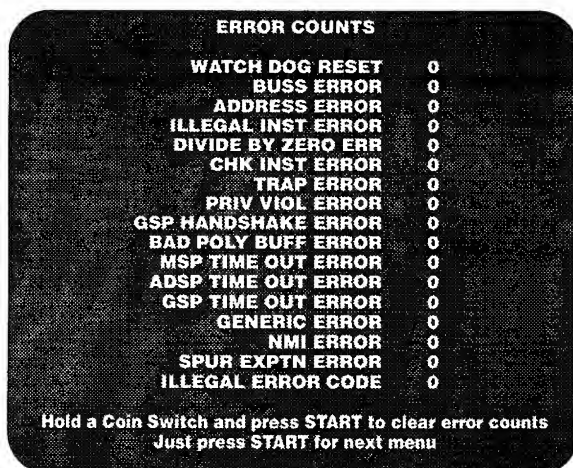 ERROR COUNTS
WATCH DOG RESET 0
BUSS ERROR 0
ADDRESS ERROR 0
ILLEGAL INST ERROR 0
DIVIDE BY ZERO ERR 0
CHK INST ERROR 0
TRAP ERROR 0
PRIV VIOL ERROR 0
GSP HANDSHAKE ERROR 0
BAD POLY BUFF ERROR 0
MSP TIME OUT ERROR 0
ADSP TIME OUT ERROR 0
GSP TIME OUT ERROR 0
GENERIC ERROR 0
NMI ERROR 0
SPUR EXPTN ERROR 0
ILLEGAL ERROR CODE 0
Hold a Coin Switch and press START to clear error counts
Just press START for next menu